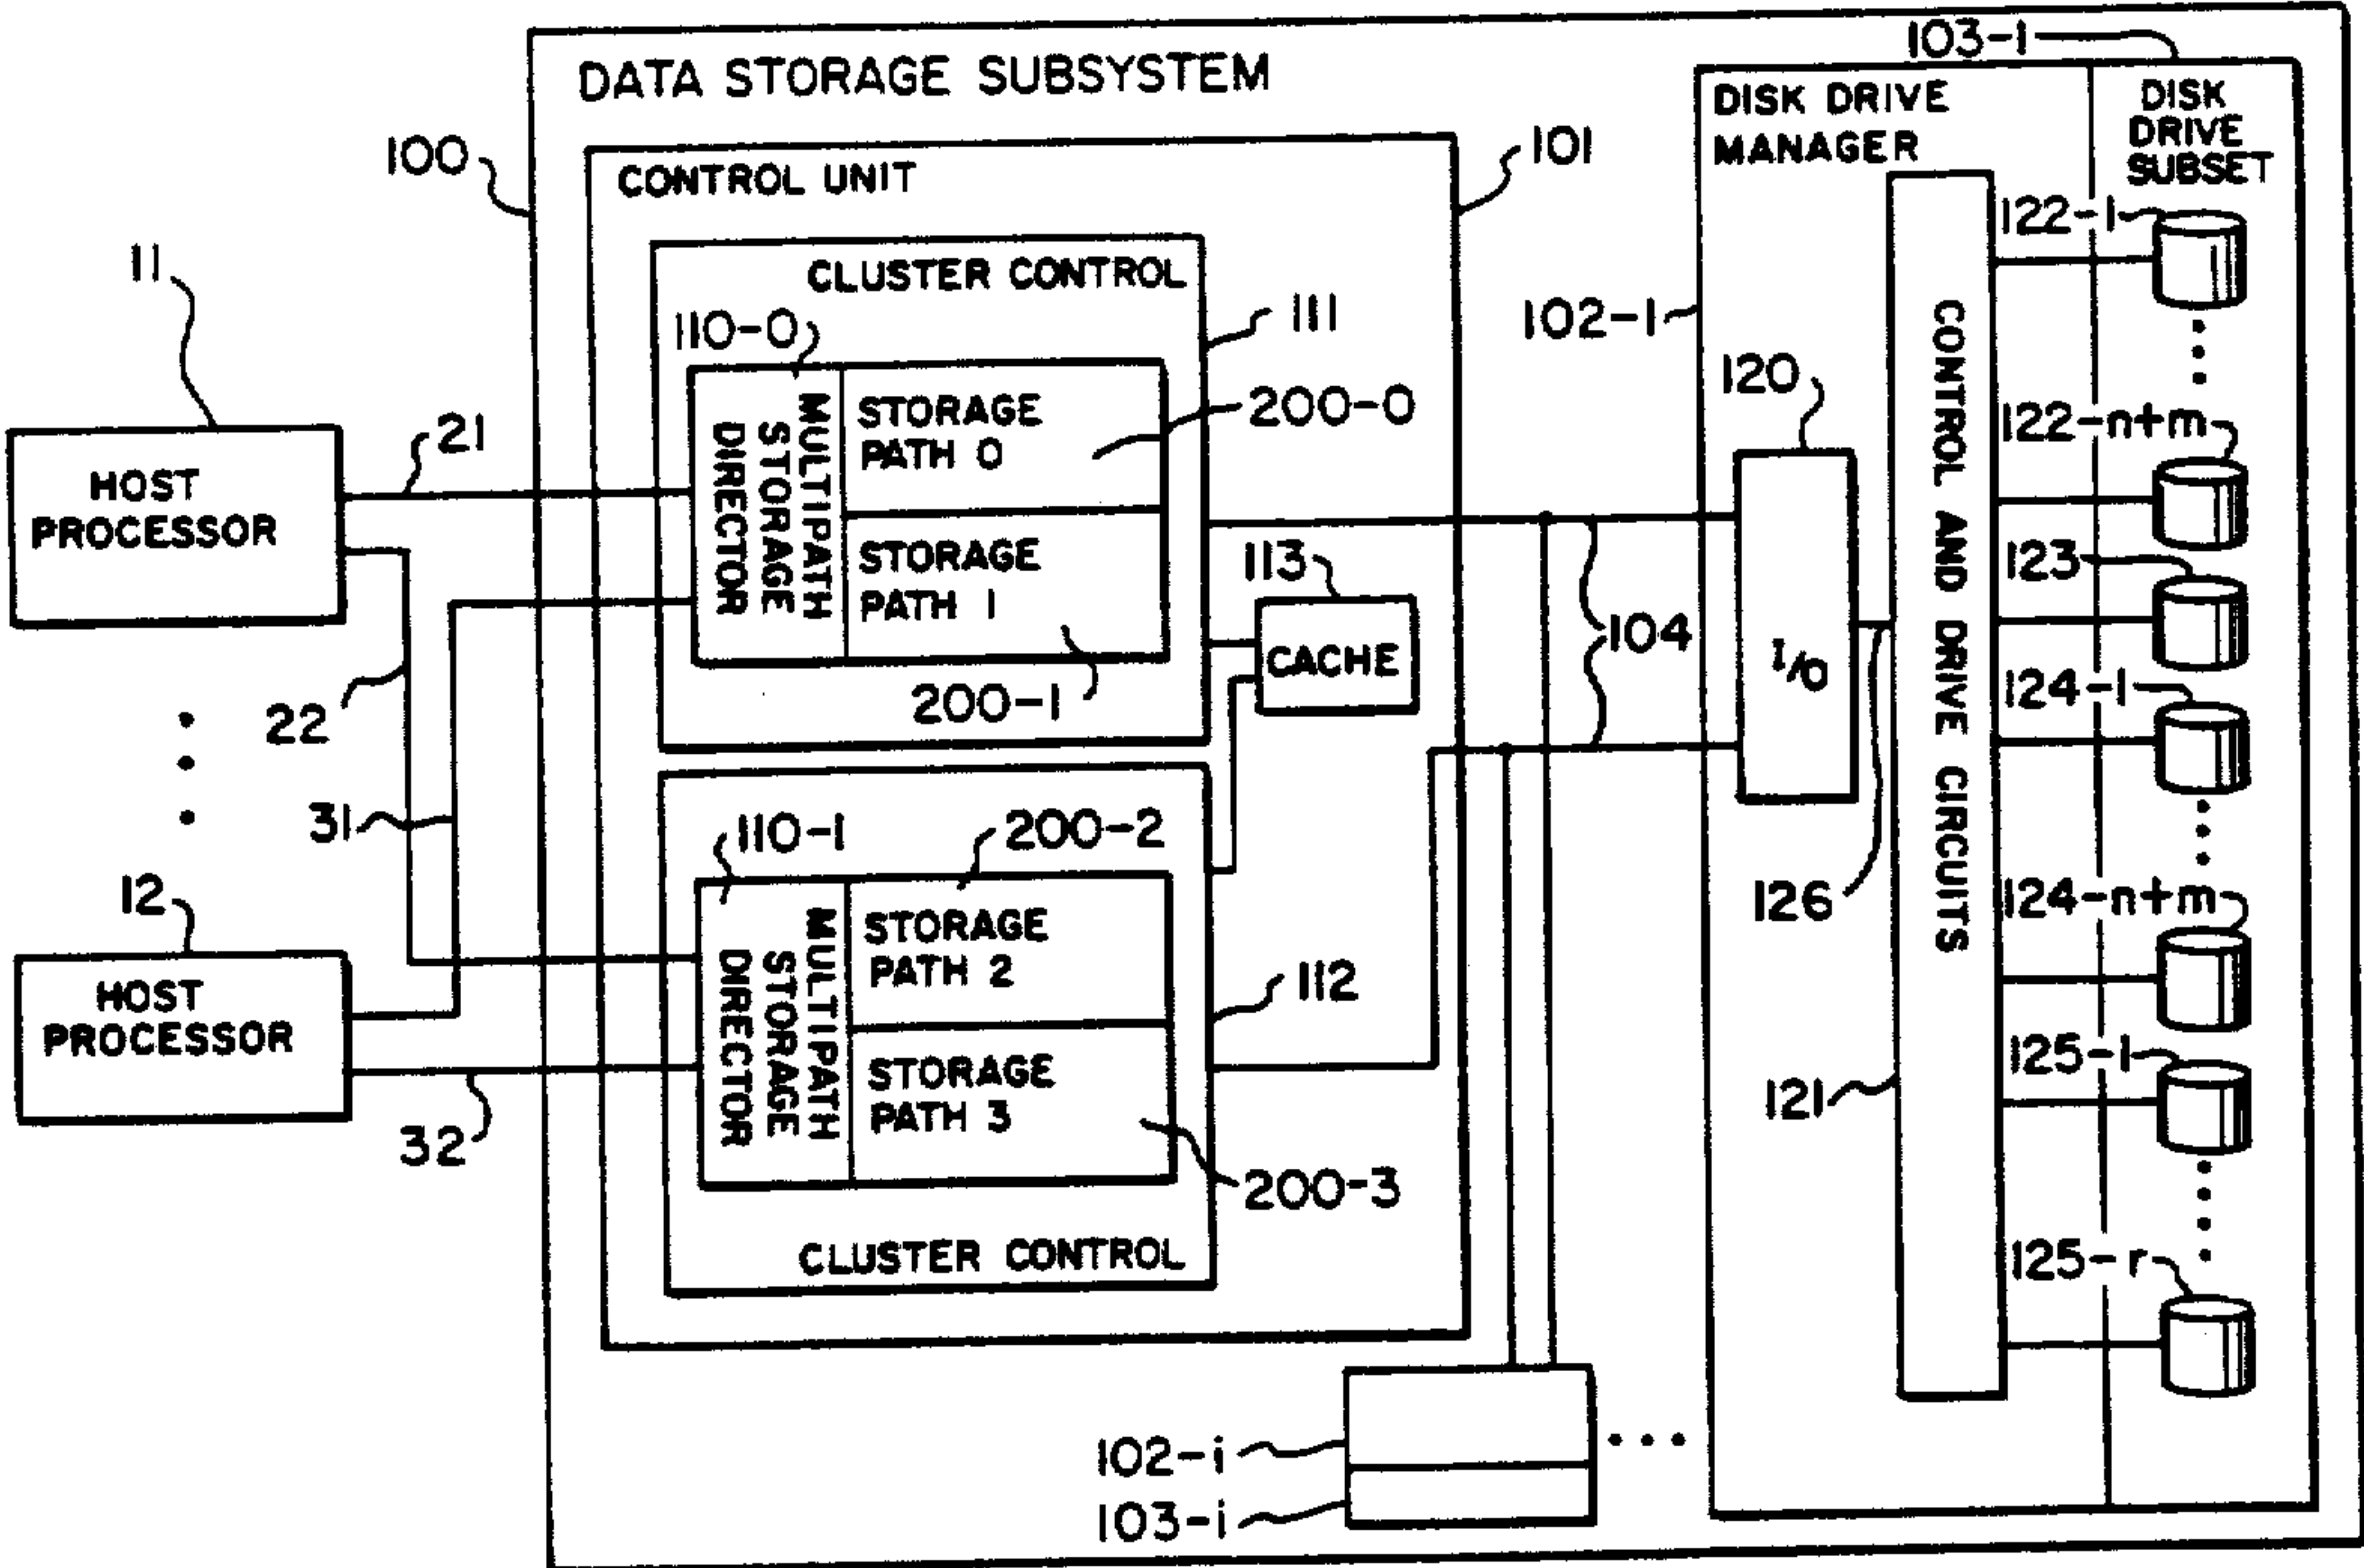 DATA STORAGE SUBSYSTEM
100
CONTROL UNIT
101
CLUSTER CONTROL
111
110-0
MULTIPATH
STORAGE
DIRECTOR
STORAGE
PATH 0
200-0
STORAGE
PATH 1
200-1
113
CACHE
11
HOST
PROCESSOR
21
22
31
12
HOST
PROCESSOR
32
110-1
200-2
MULTIPATH
STORAGE
DIRECTOR
STORAGE
PATH 2
112
STORAGE
PATH 3
200-3
CLUSTER CONTROL
104
102-i
103-i
103-1
DISK DRIVE
MANAGER
DISK
DRIVE
SUBSET
102-1
120
I/O
126
121
CONTROL AND DRIVE CIRCUITS
122-1
122-n+m
123
124-1
124-n+m
125-1
125-r